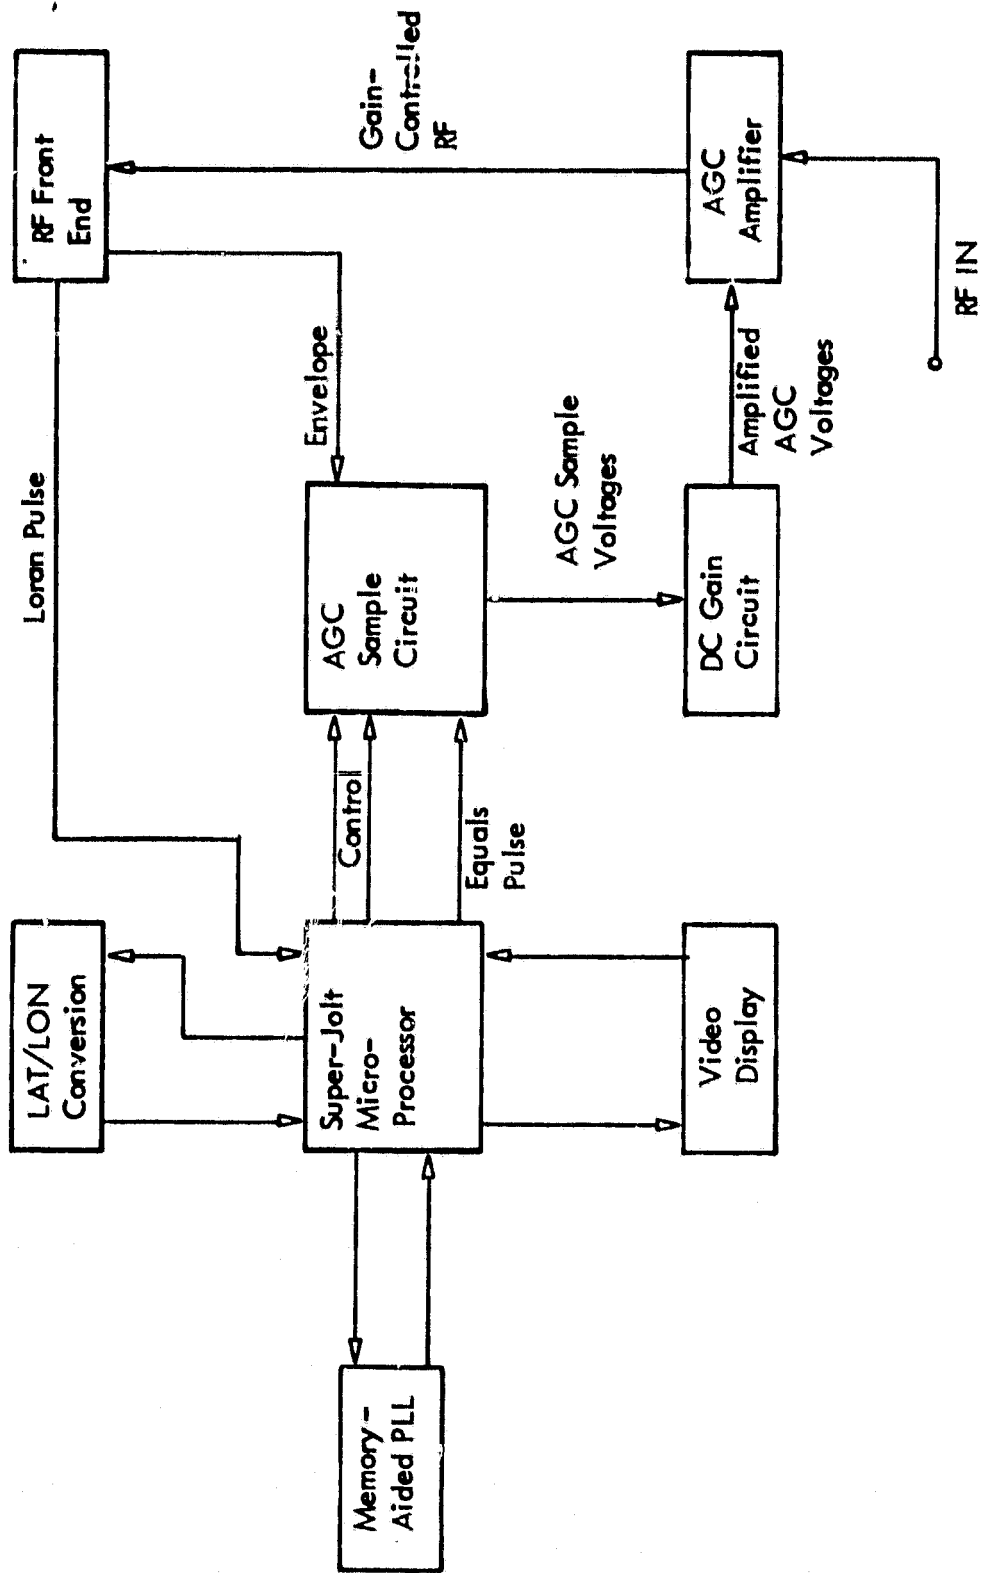 RF Front
End
Gain-
Controlled
RF
AGC
Amplifier
RF IN
Loran Pulse
Envelope
AGC
Sample
Circuit
AGC Sample
Voltages
Amplified
AGC
Voltages
DC Gain
Circuit
Control
Equals
Pulse
LAT/LON
Conversion
Super-Jolt
Micro-
Processor
Video
Display
Memory-
Aided PLL